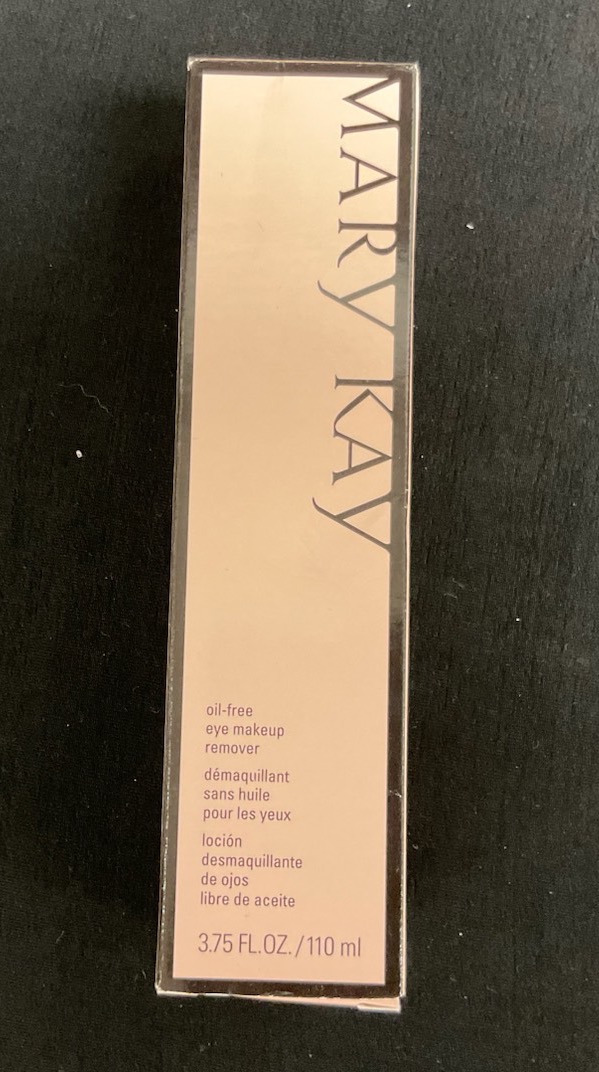 MARY KAY
oil-free
eye makeup
remover
démaquillant
sans huile
pour les yeux
loción
desmaquillante
de ojos
libre de aceite
3.75 FL.OZ./110 ml